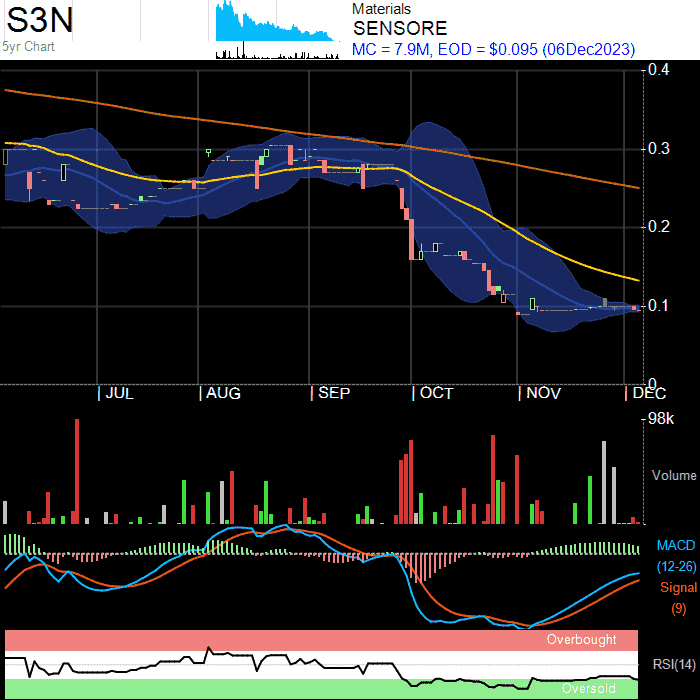 S3N
5yr Chart
Materials
SENSORE
MC = 7.9M, EOD = $0.095 (06Dec2023)
0.4
0.3
0.2
0.1
0
| JUL
| AUG
| SEP
| OCT
| NOV
| DEC
98k
Volume
MACD
(12-26)
Signal
(9)
Overbought
RSI(14)
Oversold